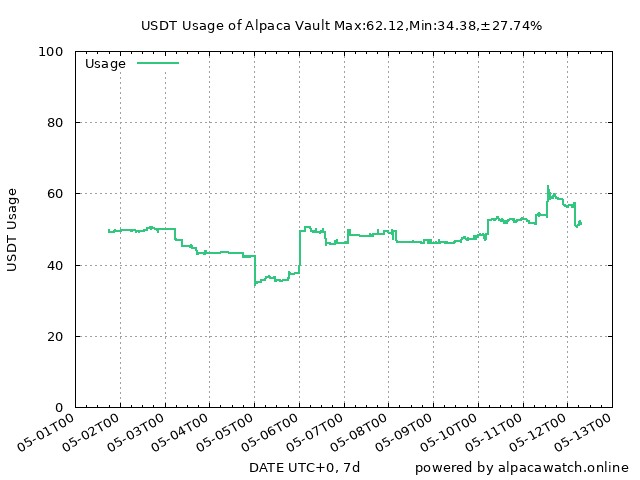 USDT Usage of Alpaca Vault Max:62.12,Min:34.38,±27.74%
Usage
100
80
60
40
20
0
USDT Usage
05-01T00
05-02T00
05-03T00
05-04T00
05-05T00
05-06T00
05-07T00
05-08T00
05-09T00
05-10T00
05-11T00
05-12T00
05-13T00
DATE UTC+0, 7d
powered by alpacawatch.online